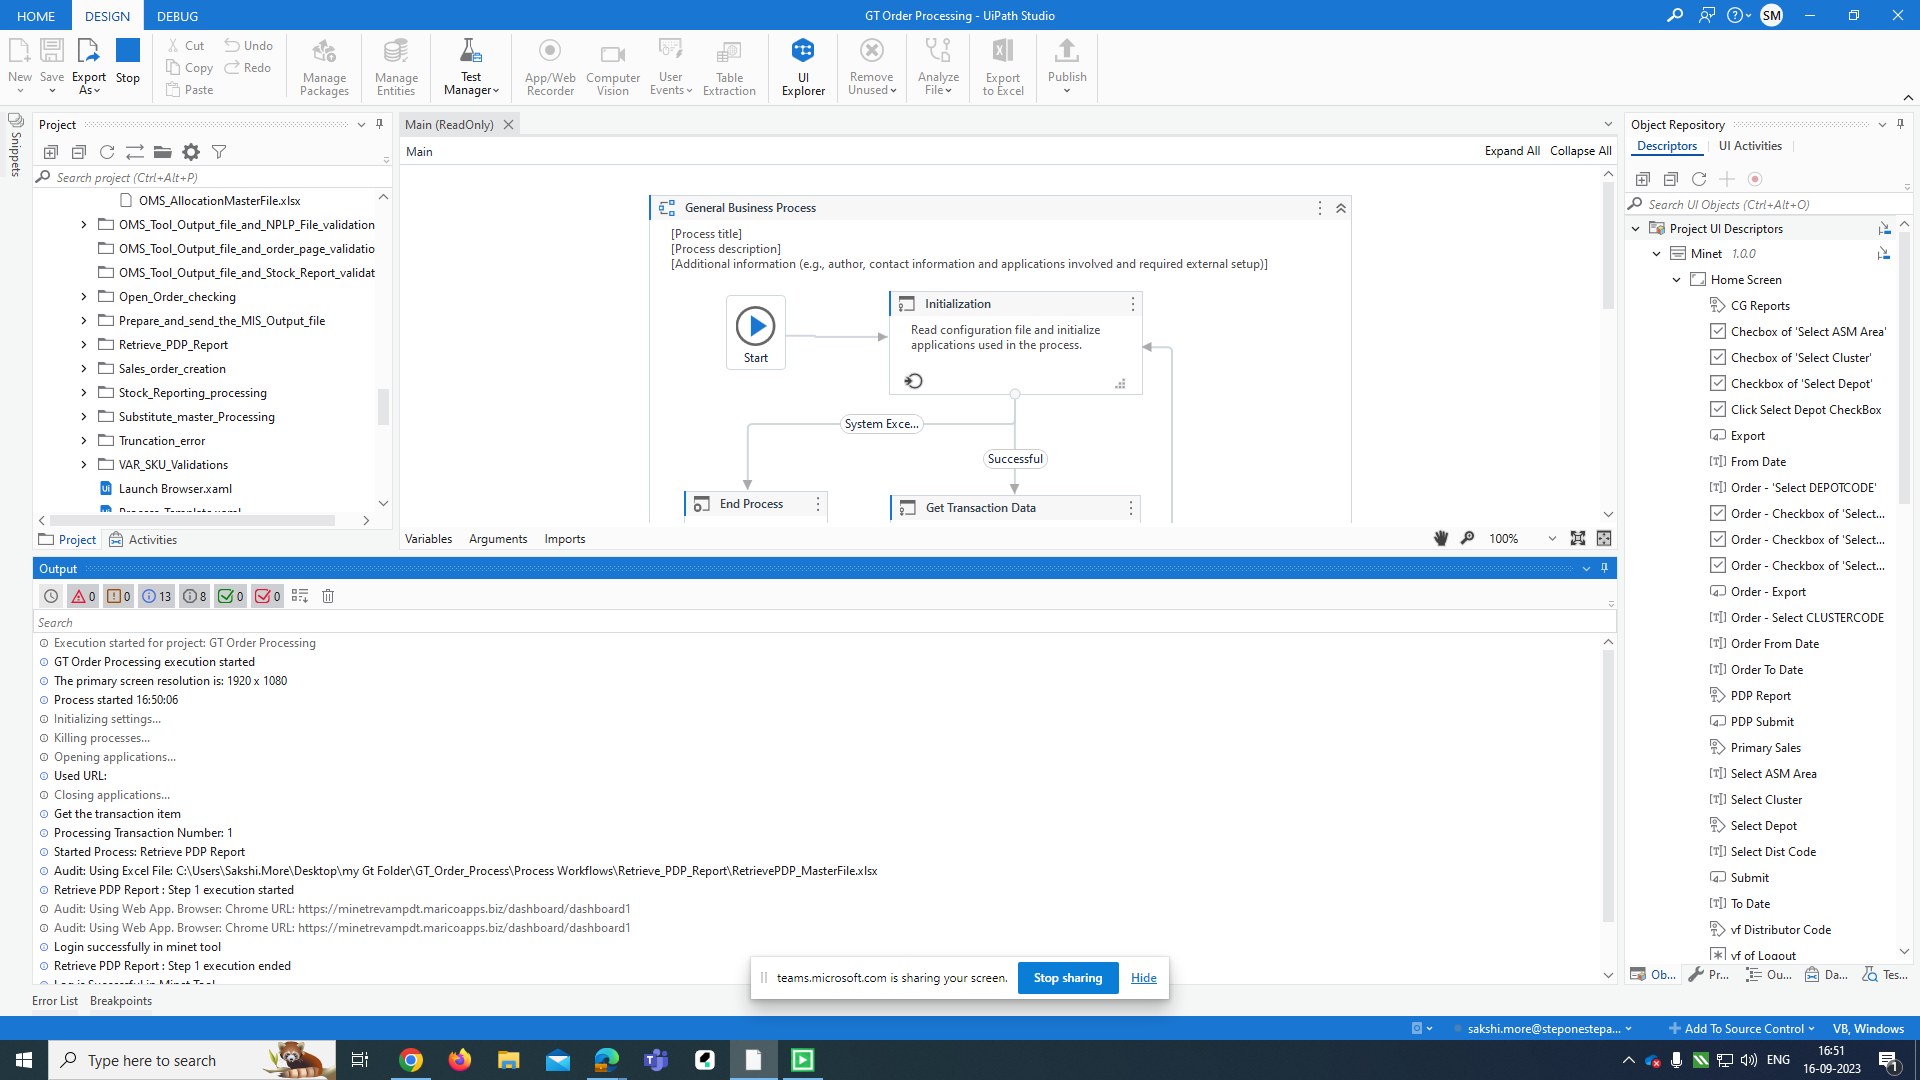 HOME DESIGN DEBUG GT Order Processing - UiPath Studio SM
New Save Export As Stop Cut Copy Paste Undo Redo Manage Packages Manage Entities Test Manager App/Web Recorder Computer Vision User Events Table Extraction UI Explorer Remove Unused Analyze File Export to Excel Publish
Snippets
Project
Search project (Ctrl+Alt+P)
OMS_AllocationMasterFile.xlsx
OMS_Tool_Output_file_and_NPLP_File_validation
OMS_Tool_Output_file_and_order_page_validatio
OMS_Tool_Output_file_and_Stock_Report_validat
Open_Order_checking
Prepare_and_send_the_MIS_Output_file
Retrieve_PDP_Report
Sales_order_creation
Stock_Reporting_processing
Substitute_master_Processing
Truncation_error
VAR_SKU_Validations
Launch Browser.xaml
Process_Template.xaml
Project Activities
Main (ReadOnly)
Main Expand All Collapse All
General Business Process
[Process title]
[Process description]
[Additional information (e.g., author, contact information and applications involved and required external setup)]
Start
Initialization
Read configuration file and initialize
applications used in the process.
System Exce...
Successful
End Process
Get Transaction Data
Variables Arguments Imports 100%
Output
0 0 13 8 0 0
Search
Execution started for project: GT Order Processing
GT Order Processing execution started
The primary screen resolution is: 1920 x 1080
Process started 16:50:06
Initializing settings...
Killing processes...
Opening applications...
Used URL:
Closing applications...
Get the transaction item
Processing Transaction Number: 1
Started Process: Retrieve PDP Report
Audit: Using Excel File: C:\Users\Sakshi.More\Desktop\my Gt Folder\GT_Order_Process\Process Workflows\Retrieve_PDP_Report\RetrievePDP_MasterFile.xlsx
Retrieve PDP Report : Step 1 execution started
Audit: Using Web App. Browser: Chrome URL: https://minetrevampdt.maricoapps.biz/dashboard/dashboard1
Audit: Using Web App. Browser: Chrome URL: https://minetrevampdt.maricoapps.biz/dashboard/dashboard1
Login successfully in minet tool
Retrieve PDP Report : Step 1 execution ended
Log is Successful in Minet Tool
Error List Breakpoints
teams.microsoft.com is sharing your screen. Stop sharing Hide
Object Repository
Descriptors UI Activities
Search UI Objects (Ctrl+Alt+O)
Project UI Descriptors
Minet 1.0.0
Home Screen
CG Reports
Checbox of 'Select ASM Area'
Checbox of 'Select Cluster'
Checkbox of 'Select Depot'
Click Select Depot CheckBox
Export
From Date
Order - 'Select DEPOTCODE'
Order - Checkbox of 'Select...
Order - Checkbox of 'Select...
Order - Checkbox of 'Select...
Order - Export
Order - Select CLUSTERCODE
Order From Date
Order To Date
PDP Report
PDP Submit
Primary Sales
Select ASM Area
Select Cluster
Select Depot
Select Dist Code
Submit
To Date
vf Distributor Code
vf of Logout
Ob... Pr... Ou... Da... Tes...
sakshi.more@steponestepa... Add To Source Control VB, Windows
Type here to search
ENG
16:51
16-09-2023
1